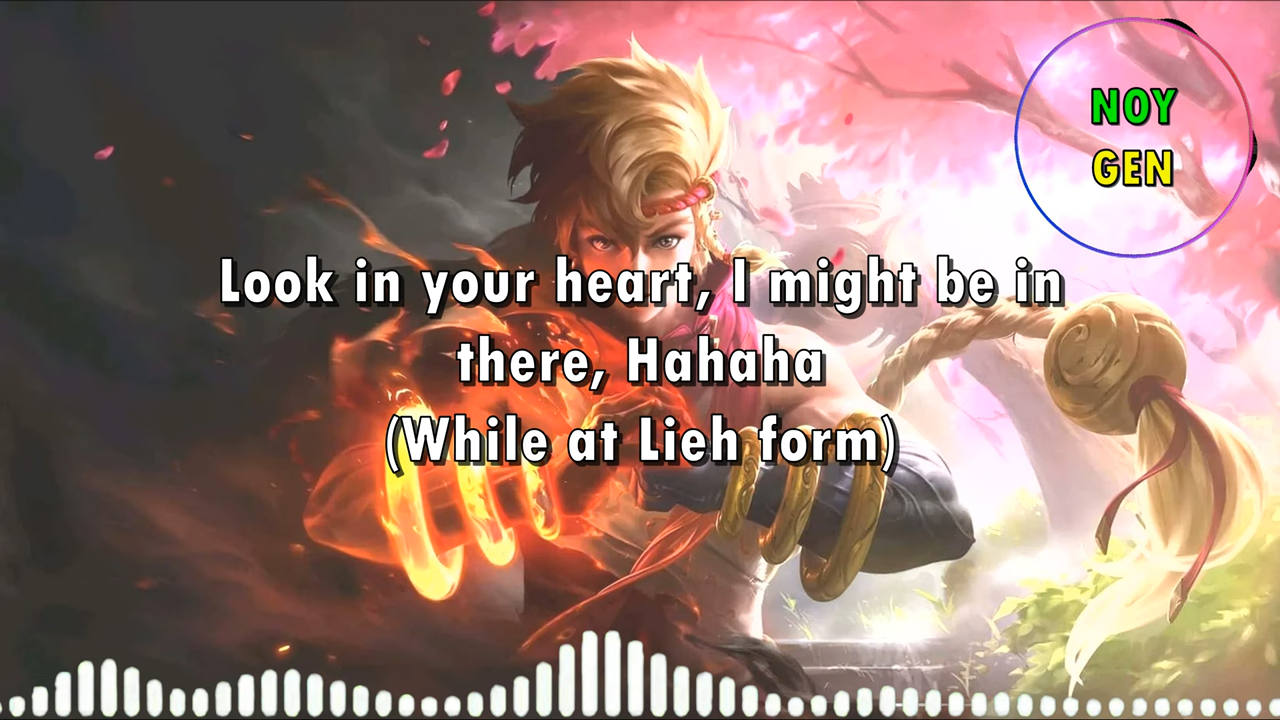 NOY
GEN
Look in your heart, I might be in
there, Hahaha
(While at Lieh form)